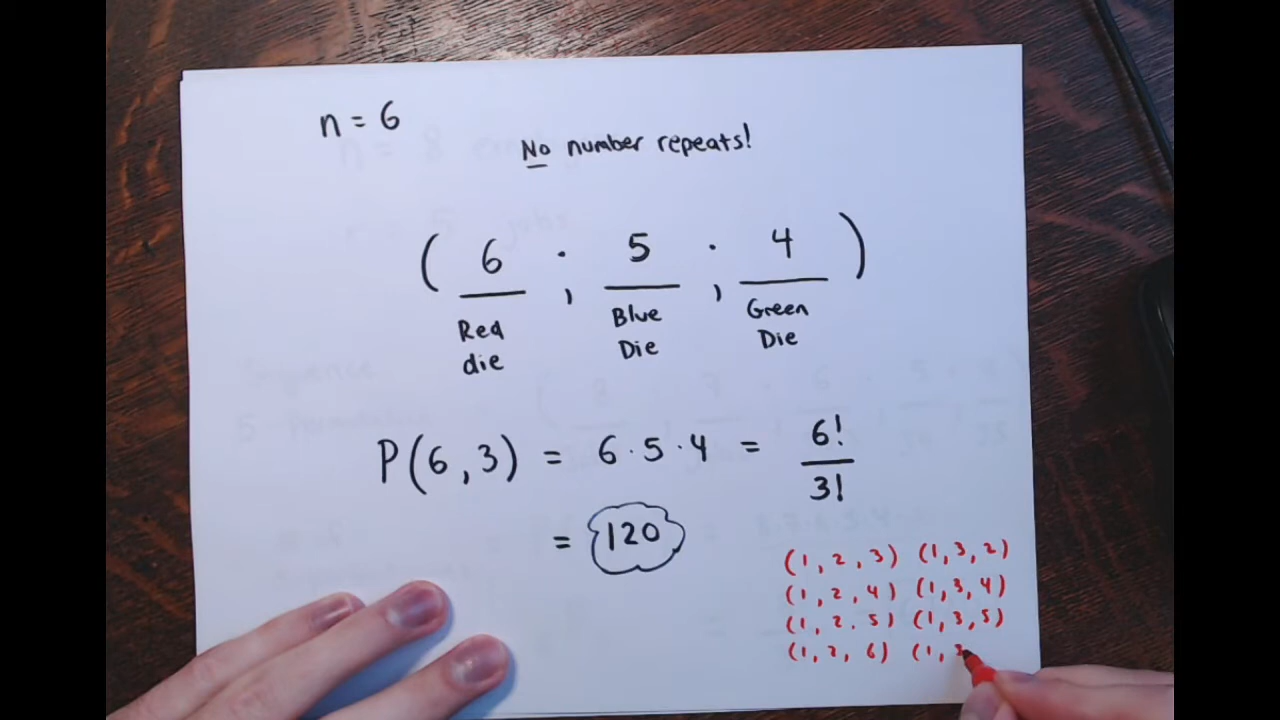 n = 6
No number repeats!
( 6 · 5 · 4 )
, ,
Red Blue Green
die Die Die
P(6,3) = 6·5·4 = 6!/3!
= 120
(1, 2, 3) (1, 3, 2)
(1, 2, 4) (1, 3, 4)
(1, 2, 5) (1, 3, 5)
(1, 2, 6) (1, 3